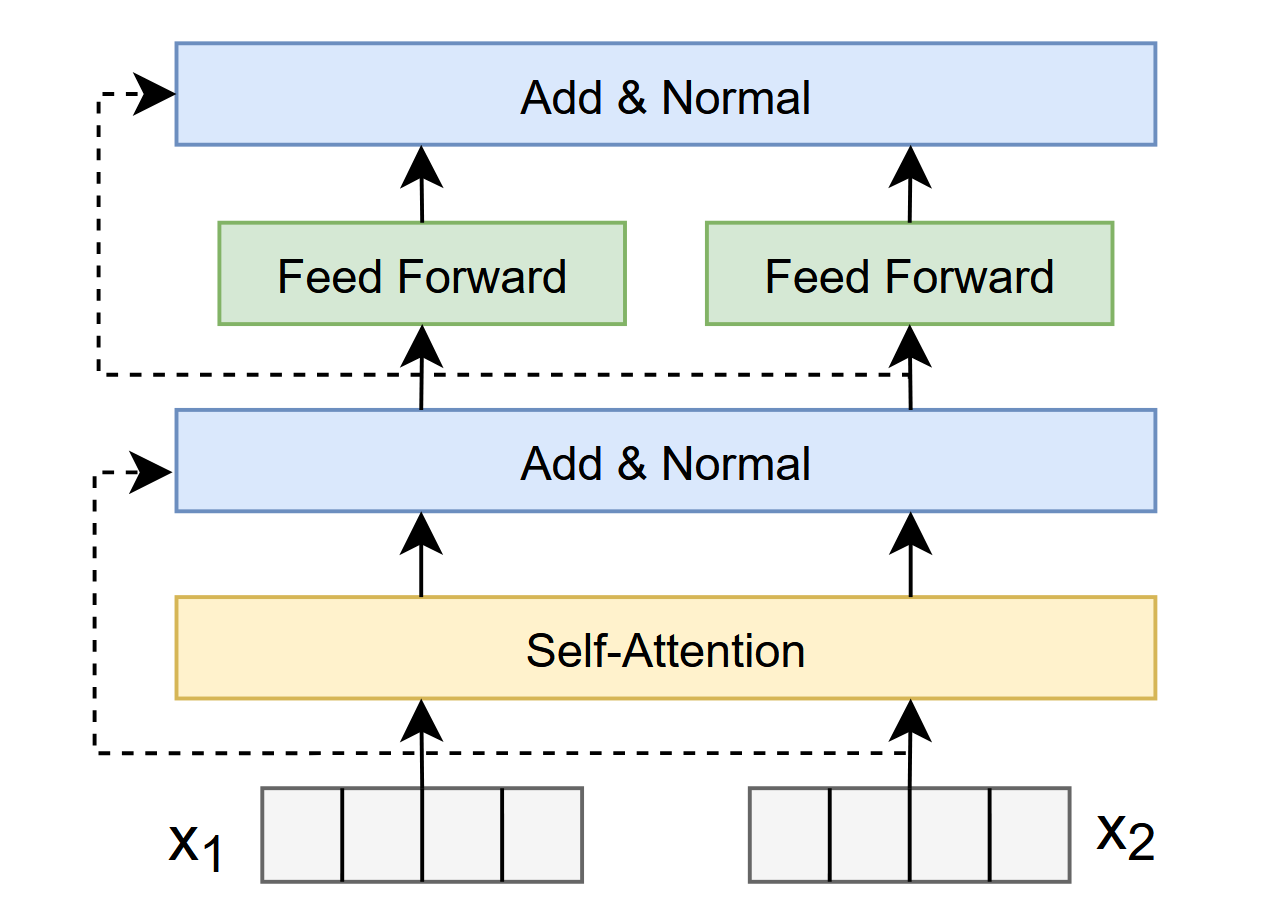 Add & Normal
Feed Forward Feed Forward
Add & Normal
Self-Attention
x1 x2